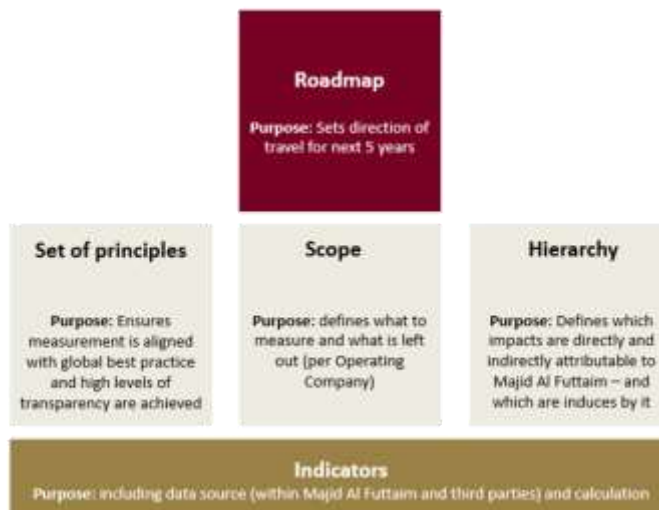 Roadmap
Purpose: Sets direction of
travel for next 5 years
Set of principles
Purpose: Ensures
measurement is aligned
with global best practice
and high levels of
transparency are achieved
Scope
Purpose: defines what to
measure and what is left
out (per Operating
Company)
Hierarchy
Purpose: Defines which
impacts are directly and
indirectly attributable to
Majid Al Futtaim – and
which are induces by it
Indicators
Purpose: including data source (within Majid Al Futtaim and third parties) and calculation